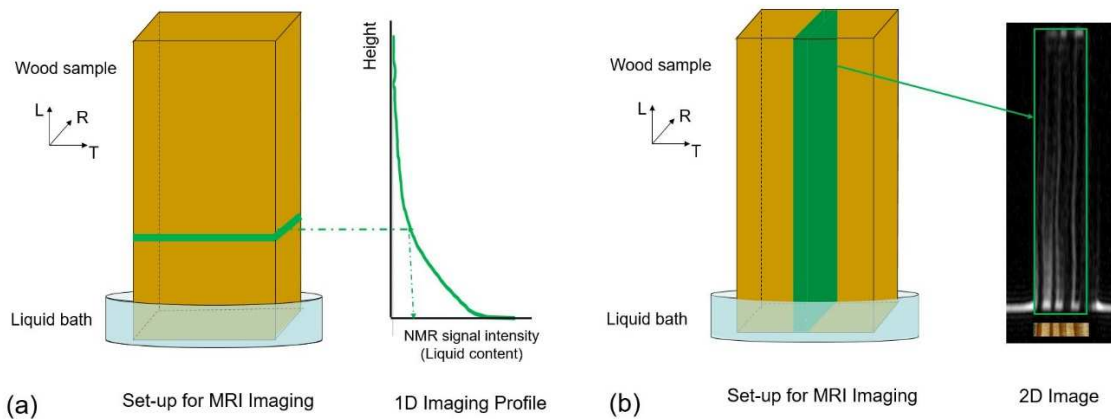 Wood sample
L
R
T
Liquid bath
(a)
Set-up for MRI Imaging
Height
NMR signal intensity
(Liquid content)
1D Imaging Profile
Wood sample
L
R
T
Liquid bath
(b)
Set-up for MRI Imaging
2D Image